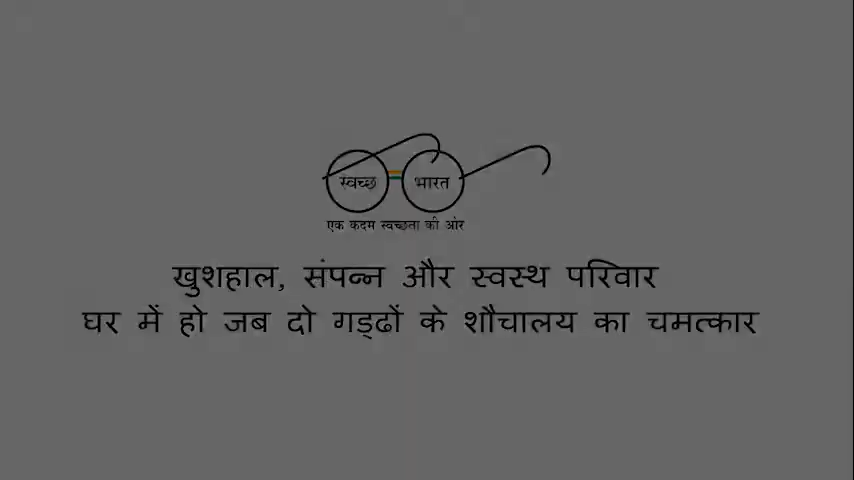 स्वच्छ भारत
एक कदम स्वच्छता की ओर
खुशहाल, संपन्न और स्वस्थ परिवार
घर में हो जब दो गड्ढों के शौचालय का चमत्कार